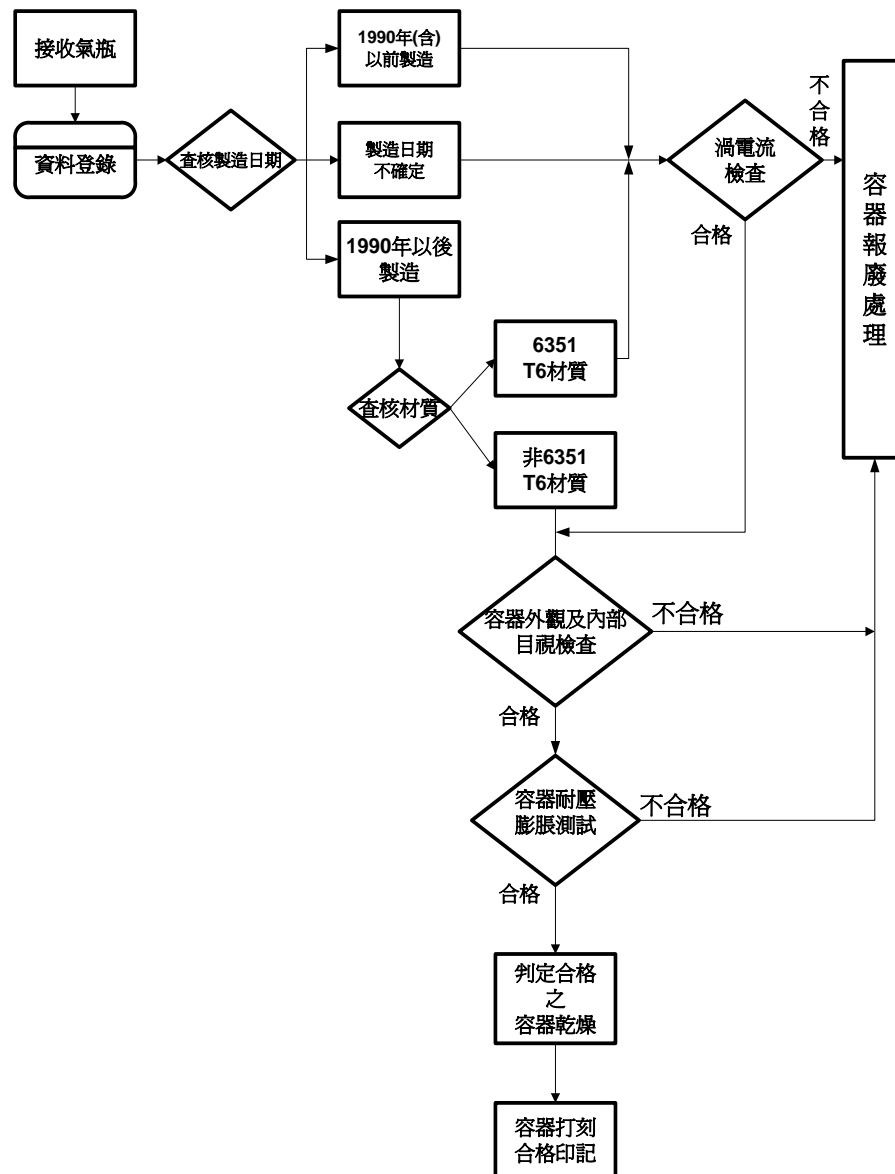 接收氣瓶
資料登錄
查核製造日期
1990年(含)
以前製造
製造日期
不確定
1990年以後
製造
渦電流
檢查
不合格
合格
容器報廢處理
查核材質
6351
T6材質
非6351
T6材質
容器外觀及內部
目視檢查
不合格
合格
容器耐壓
膨脹測試
不合格
合格
判定合格
之
容器乾燥
容器打刻
合格印記